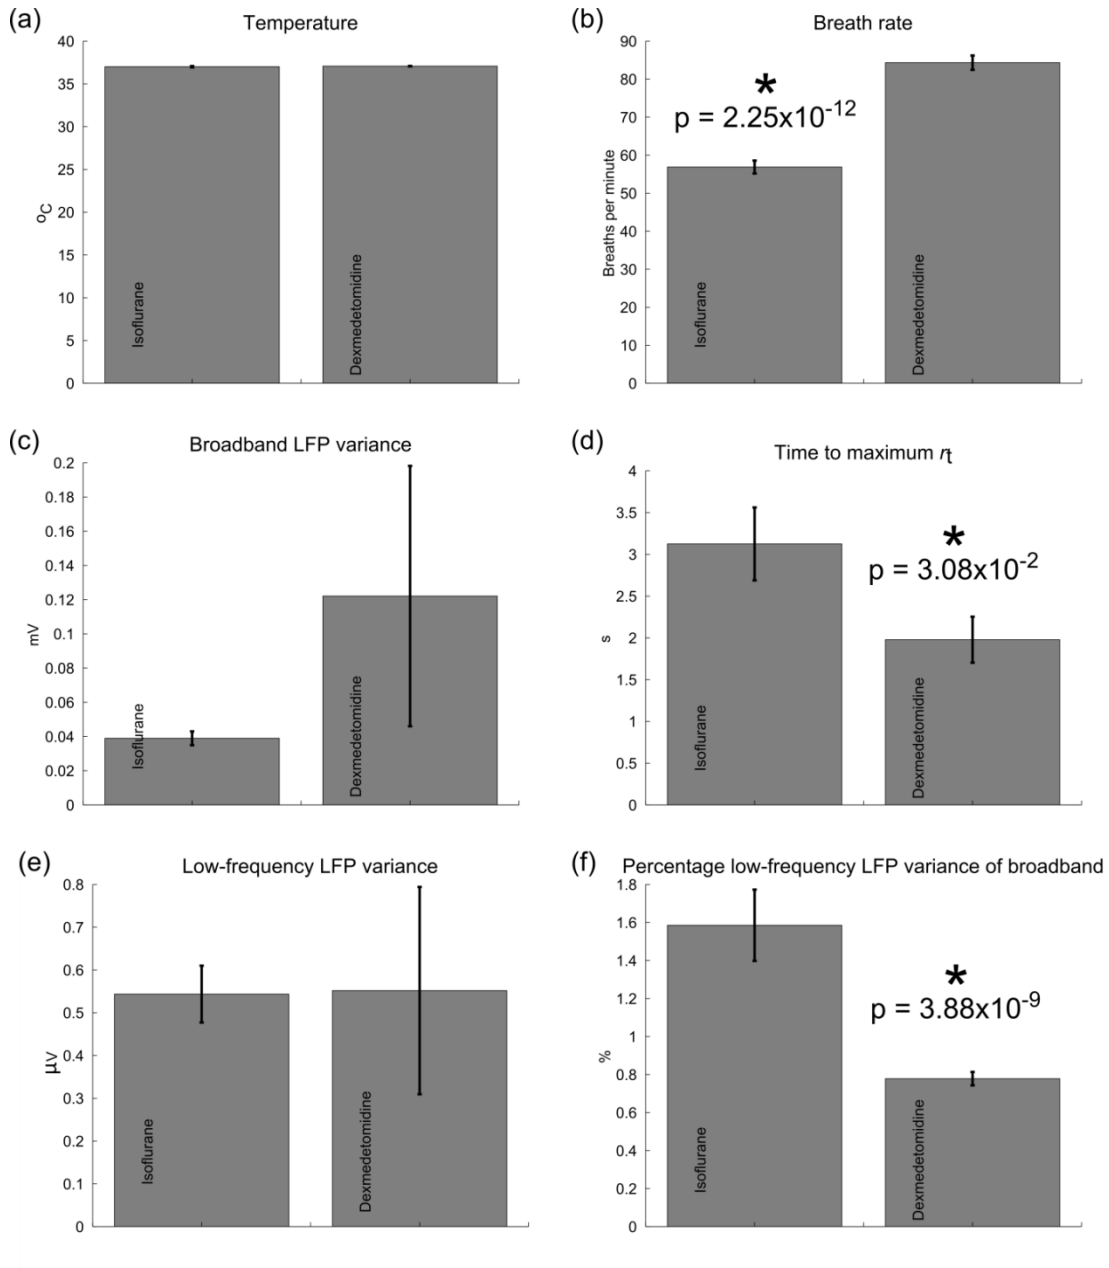 (a)
Temperature
40
35
30
25
20
15
10
5
0
oC
Isoflurane
Dexmedetomidine
(b)
Breath rate
90
80
70
60
50
40
30
20
10
0
Breaths per minute
*
p = 2.25x10-12
Isoflurane
Dexmedetomidine
(c)
Broadband LFP variance
0.2
0.18
0.16
0.14
0.12
0.1
0.08
0.06
0.04
0.02
0
mV
Isoflurane
Dexmedetomidine
(d)
Time to maximum rt
4
3.5
3
2.5
2
1.5
1
0.5
0
s
*
p = 3.08x10-2
Isoflurane
Dexmedetomidine
(e)
Low-frequency LFP variance
0.8
0.7
0.6
0.5
0.4
0.3
0.2
0.1
0
μV
Isoflurane
Dexmedetomidine
(f)
Percentage low-frequency LFP variance of broadband
1.8
1.6
1.4
1.2
1
0.8
0.6
0.4
0.2
0
%
*
p = 3.88x10-9
Isoflurane
Dexmedetomidine